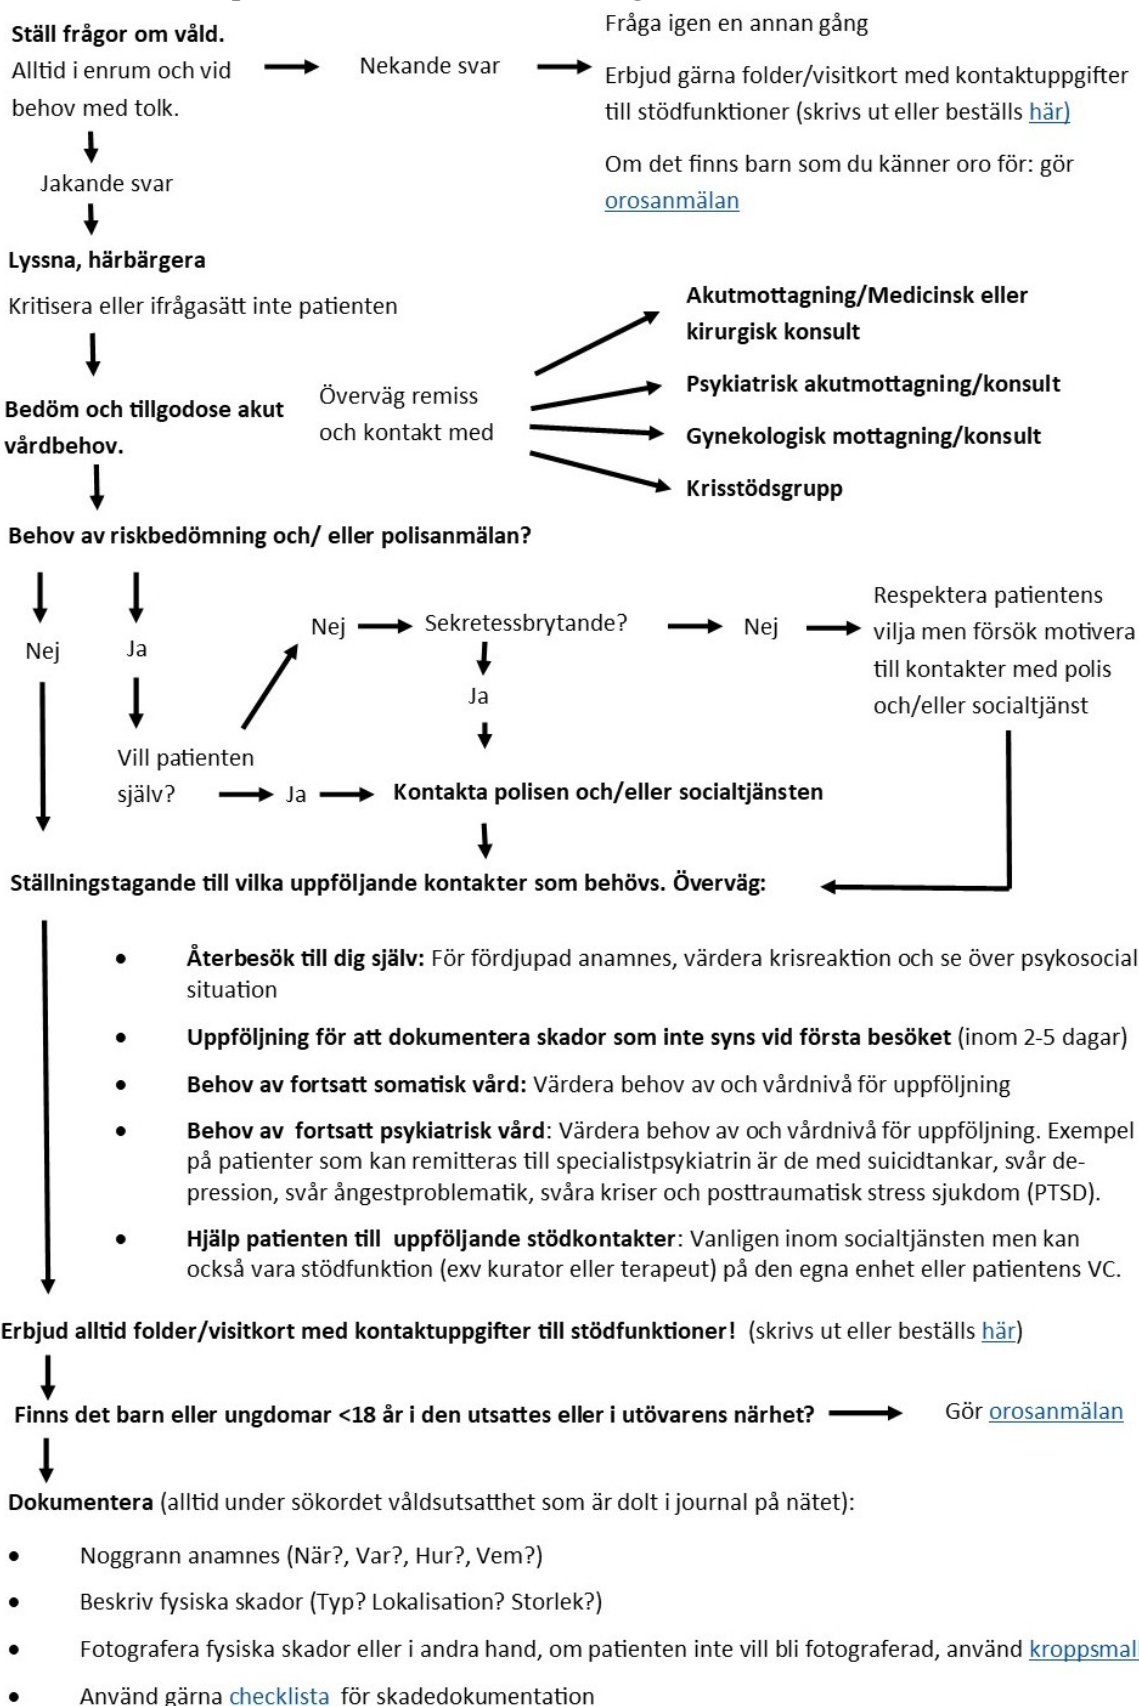 Ställ frågor om våld.
Alltid i enrum och vid
behov med tolk.
Nekande svar
Fråga igen en annan gång
Erbjud gärna folder/visitkort med kontaktuppgifter
till stödfunktioner (skrivs ut eller beställs här)
Om det finns barn som du känner oro för: gör
orosanmälan
Jakande svar
Lyssna, härbärgera
Kritisera eller ifrågasätt inte patienten
Bedöm och tillgodose akut
vårdbehov.
Överväg remiss
och kontakt med
Akutmottagning/Medicinsk eller
kirurgisk konsult
Psykiatrisk akutmottagning/konsult
Gynekologisk mottagning/konsult
Krisstödsgrupp
Behov av riskbedömning och/ eller polisanmälan?
Nej
Ja
Vill patienten
själv?
Nej
Sekretessbrytande?
Nej
Respektera patientens
vilja men försök motivera
till kontakter med polis
och/eller socialtjänst
Ja
Ja
Kontakta polisen och/eller socialtjänsten
Ställningstagande till vilka uppföljande kontakter som behövs. Överväg:
• Återbesök till dig själv: För fördjupad anamnes, värdera krisreaktion och se över psykosocial
situation
• Uppföljning för att dokumentera skador som inte syns vid första besöket (inom 2-5 dagar)
• Behov av fortsatt somatisk vård: Värdera behov av och vårdnivå för uppföljning
• Behov av fortsatt psykiatrisk vård: Värdera behov av och vårdnivå för uppföljning. Exempel
på patienter som kan remitteras till specialistpsykiatrin är de med suicidtankar, svår de-
pression, svår ångestproblematik, svåra kriser och posttraumatisk stress sjukdom (PTSD).
• Hjälp patienten till uppföljande stödkontakter: Vanligen inom socialtjänsten men kan
också vara stödfunktion (exv kurator eller terapeut) på den egna enhet eller patientens VC.
Erbjud alltid folder/visitkort med kontaktuppgifter till stödfunktioner! (skrivs ut eller beställs här)
Finns det barn eller ungdomar <18 år i den utsattes eller i utövarens närhet?
Gör orosanmälan
Dokumentera (alltid under sökordet våldsutsatthet som är dolt i journal på nätet):
• Noggrann anamnes (När?, Var?, Hur?, Vem?)
• Beskriv fysiska skador (Typ? Lokalisation? Storlek?)
• Fotografera fysiska skador eller i andra hand, om patienten inte vill bli fotograferad, använd kroppsmall
• Använd gärna checklista för skadedokumentation